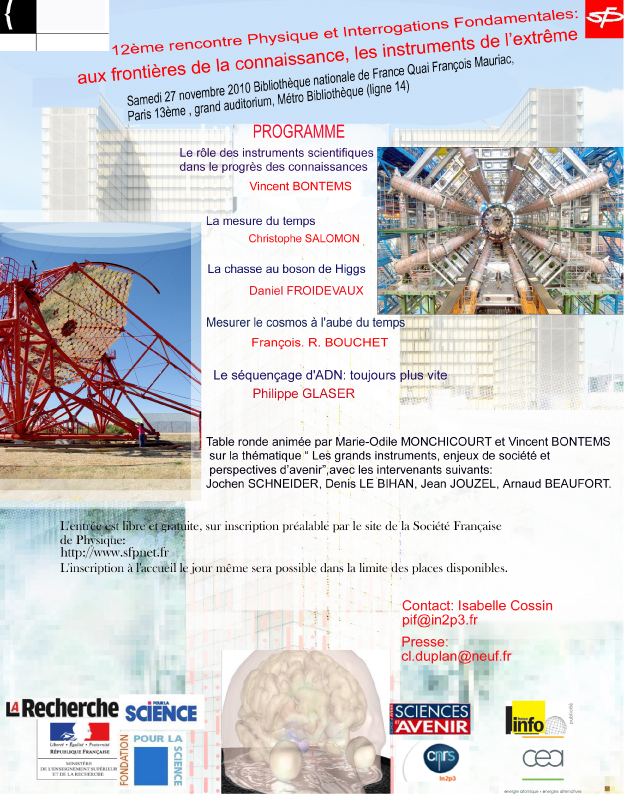 12ème rencontre Physique et Interrogations Fondamentales:
aux frontières de la connaissance, les instruments de l'extrême
sfp
Samedi 27 novembre 2010 Bibliothèque nationale de France Quai François Mauriac,
Paris 13ème , grand auditorium, Métro Bibliothèque (ligne 14)
PROGRAMME
Le rôle des instruments scientifiques
dans le progrès des connaissances
Vincent BONTEMS
La mesure du temps
Christophe SALOMON
La chasse au boson de Higgs
Daniel FROIDEVAUX
Mesurer le cosmos à l'aube du temps
François. R. BOUCHET
Le séquençage d'ADN: toujours plus vite
Philippe GLASER
Table ronde animée par Marie-Odile MONCHICOURT et Vincent BONTEMS
sur la thématique “ Les grands instruments, enjeux de société et
perspectives d'avenir”,avec les intervenants suivants:
Jochen SCHNEIDER, Denis LE BIHAN, Jean JOUZEL, Arnaud BEAUFORT.
L'entrée est libre et gratuite, sur inscription préalable par le site de la Société Française
de Physique:
http://www.sfpnet.fr
L'inscription à l'accueil le jour même sera possible dans la limite des places disponibles.
Contact: Isabelle Cossin
pif@in2p3.fr
Presse:
cl.duplan@neuf.fr
LA Recherche
POUR LA
SCIENCE
Liberté • Égalité • Fraternité
RÉPUBLIQUE FRANÇAISE
MINISTÈRE
DE L'ENSEIGNEMENT SUPÉRIEUR
ET DE LA RECHERCHE
FONDATION
POUR LA
SCIENCE
SCIENCES
ET AVENIR
cnrs
In2p3
france
info
publicité
cea
énergie atomique • énergies alternatives